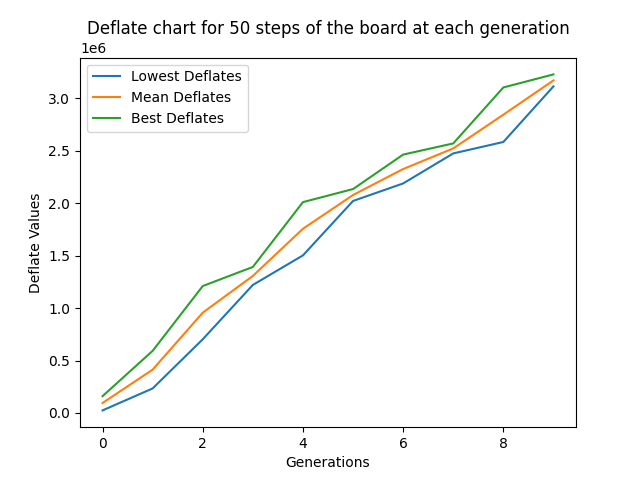 Deflate chart for 50 steps of the board at each generation
1e6
Lowest Deflates
Mean Deflates
Best Deflates
3.0
2.5
2.0
1.5
1.0
0.5
0.0
Deflate Values
0 2 4 6 8
Generations